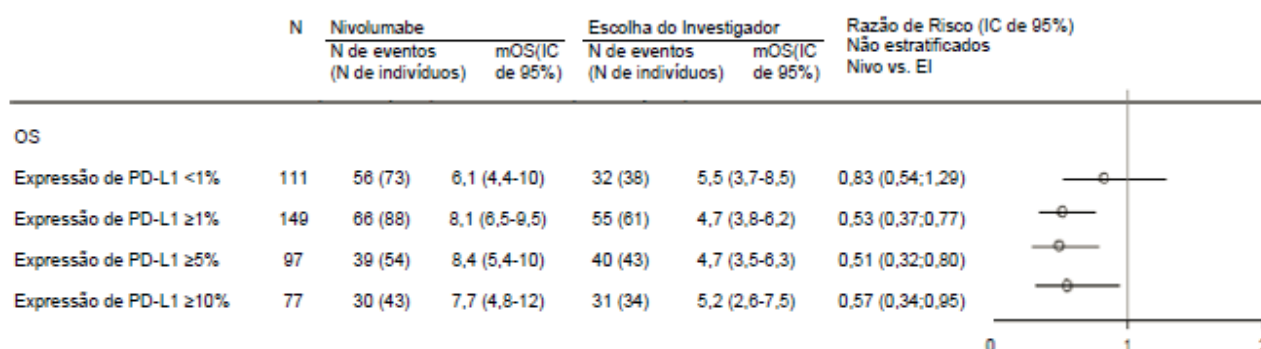 N Nivolumabe Escolha do Investigador Razão de Risco (IC de 95%)
N de eventos mOS(IC N de eventos mOS(IC Não estratificados
(N de indivíduos) de 95%) (N de indivíduos) de 95%) Nivo vs. EI
OS
Expressão de PD-L1 <1% 111 56 (73) 6,1 (4,4-10) 32 (38) 5,5 (3,7-8,5) 0,83 (0,54;1,29)
Expressão de PD-L1 ≥1% 149 66 (88) 8,1 (6,5-9,5) 55 (61) 4,7 (3,8-6,2) 0,53 (0,37;0,77)
Expressão de PD-L1 ≥5% 97 39 (54) 8,4 (5,4-10) 40 (43) 4,7 (3,5-6,3) 0,51 (0,32;0,80)
Expressão de PD-L1 ≥10% 77 30 (43) 7,7 (4,8-12) 31 (34) 5,2 (2,6-7,5) 0,57 (0,34;0,95)
0 1